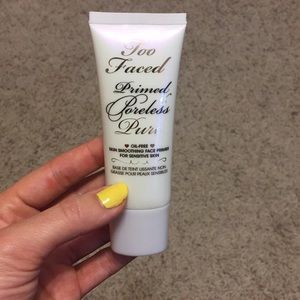 Too
Faced
Primed
& Poreless
Pure
♥ OIL-FREE ♥
SKIN SMOOTHING FACE PRIMER
FOR SENSITIVE SKIN
BASE DE TEINT LISSANTE, NON
GRASSE POUR PEAUX SENSIBLES